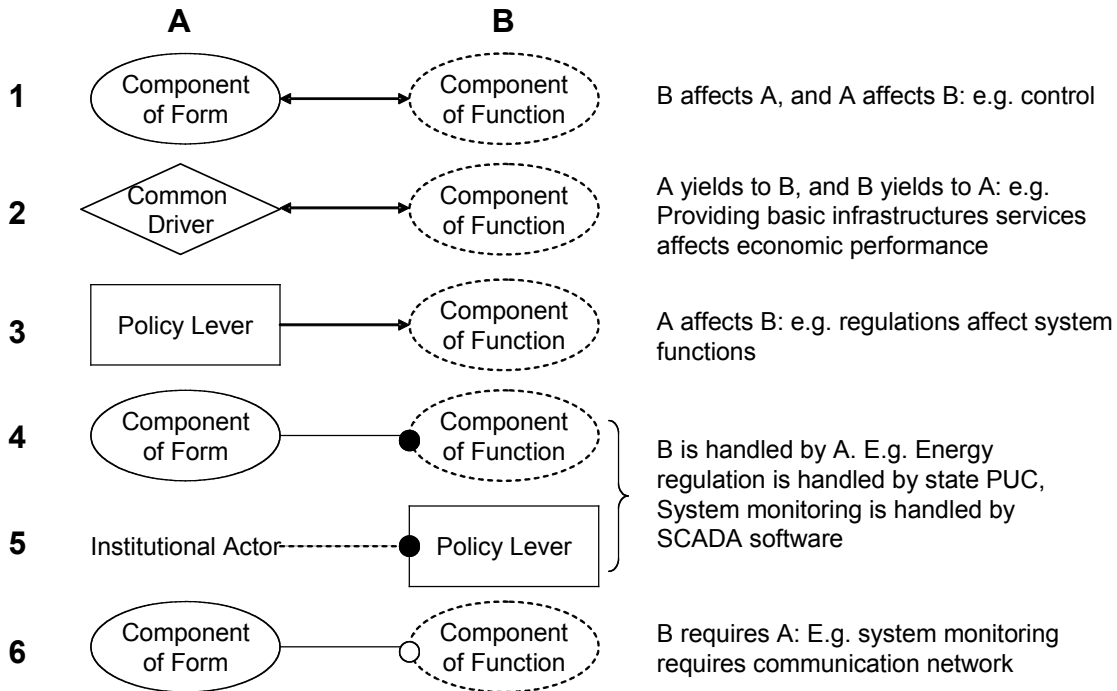 A
B
1
Component
of Form
Component
of Function
B affects A, and A affects B: e.g. control
2
Common
Driver
Component
of Function
A yields to B, and B yields to A: e.g.
Providing basic infrastructures services
affects economic performance
3
Policy Lever
Component
of Function
A affects B: e.g. regulations affect system
functions
4
Component
of Form
Component
of Function
B is handled by A. E.g. Energy
regulation is handled by state PUC,
System monitoring is handled by
SCADA software
5
Institutional Actor
Policy Lever
6
Component
of Form
Component
of Function
B requires A: E.g. system monitoring
requires communication network